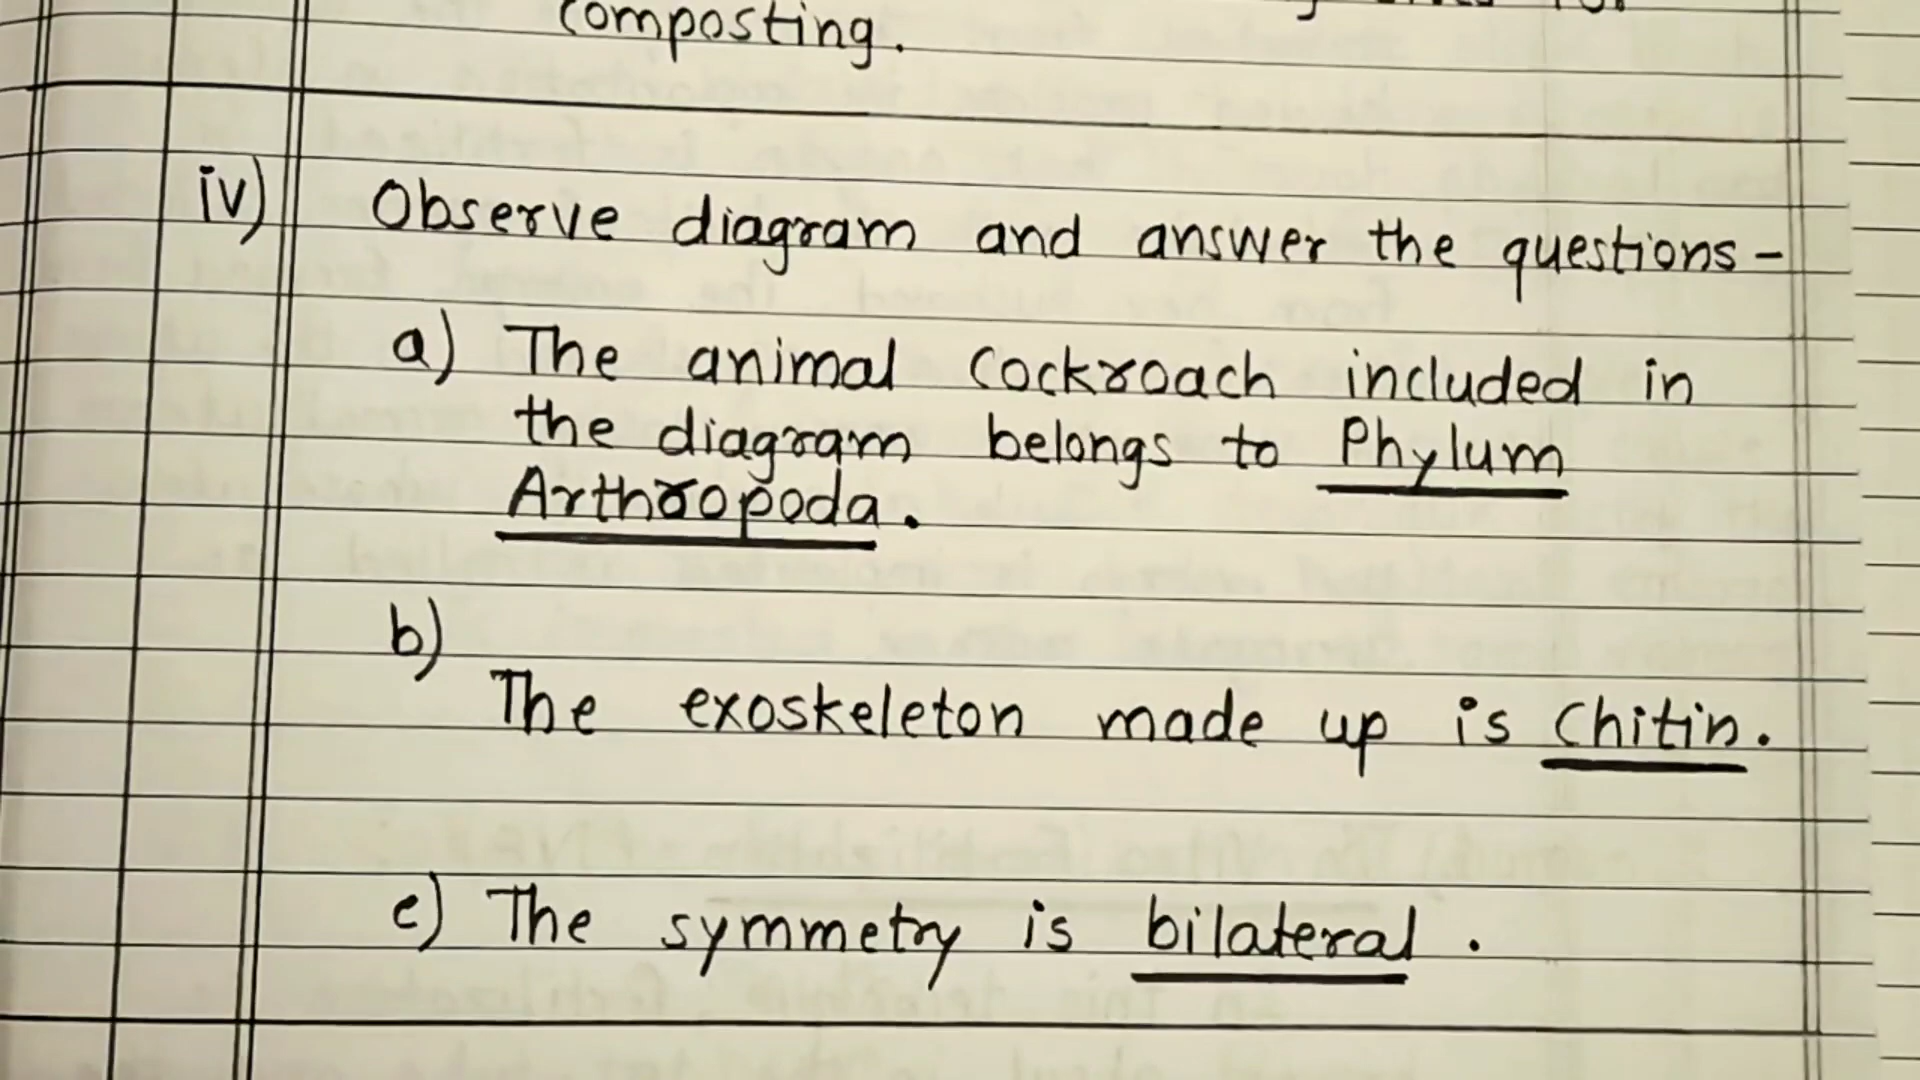 composting.
iv) Observe diagram and answer the questions-
a) The animal Cockroach included in
the diagram belongs to Phylum
Arthropoda.
b)
The exoskeleton made up is Chitin.
c) The symmetry is bilateral.